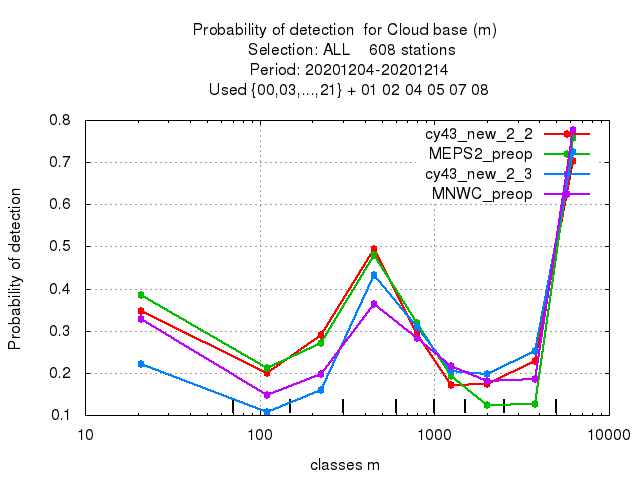 Probability of detection  for Cloud base (m)
Selection: ALL    608 stations
Period: 20201204-20201214
Used {00,03,...,21} + 01 02 04 05 07 08
0.8
0.7
0.6
0.5
0.4
0.3
0.2
0.1
Probability of detection
cy43_new_2_2
MEPS2_preop
cy43_new_2_3
MNWC_preop
10 100 1000 10000
classes m